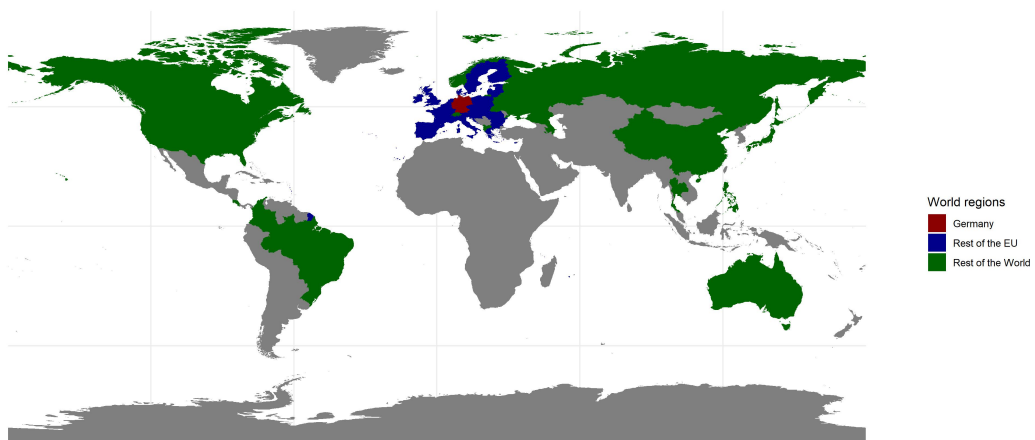 World regions
Germany
Rest of the EU
Rest of the World